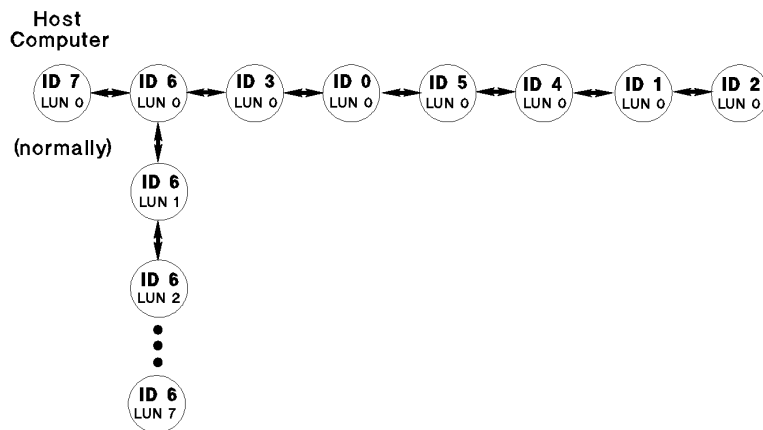 Host
Computer
ID 7 ID 6 ID 3 ID 0 ID 5 ID 4 ID 1 ID 2
LUN 0 LUN 0 LUN 0 LUN 0 LUN 0 LUN 0 LUN 0 LUN 0
(normally)
ID 6
LUN 1
ID 6
LUN 2
ID 6
LUN 7